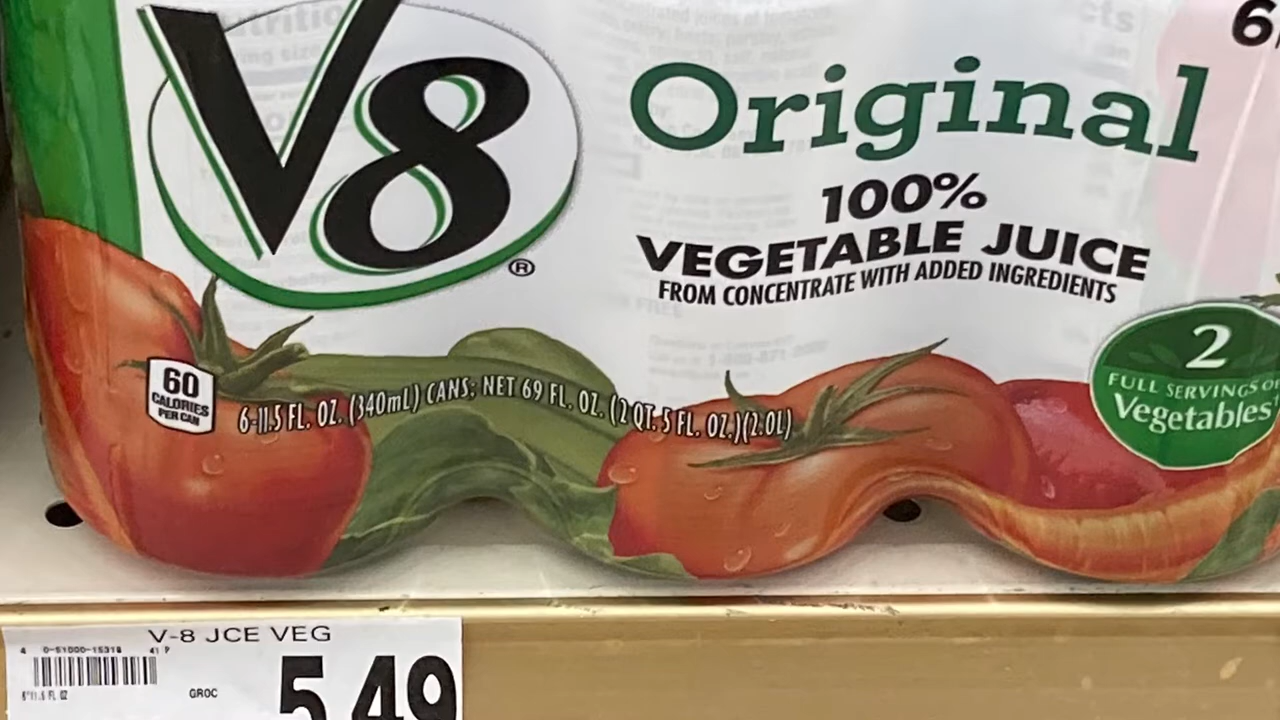 V8
®
Original
100%
VEGETABLE JUICE
FROM CONCENTRATE WITH ADDED INGREDIENTS
2
FULL SERVINGS OF
Vegetables
60
CALORIES
PER CAN
6-11.5 FL. OZ. (340mL) CANS; NET 69 FL. OZ. (2 QT. 5 FL. OZ.)(2.0L)
V-8 JCE VEG
GROC
5.49